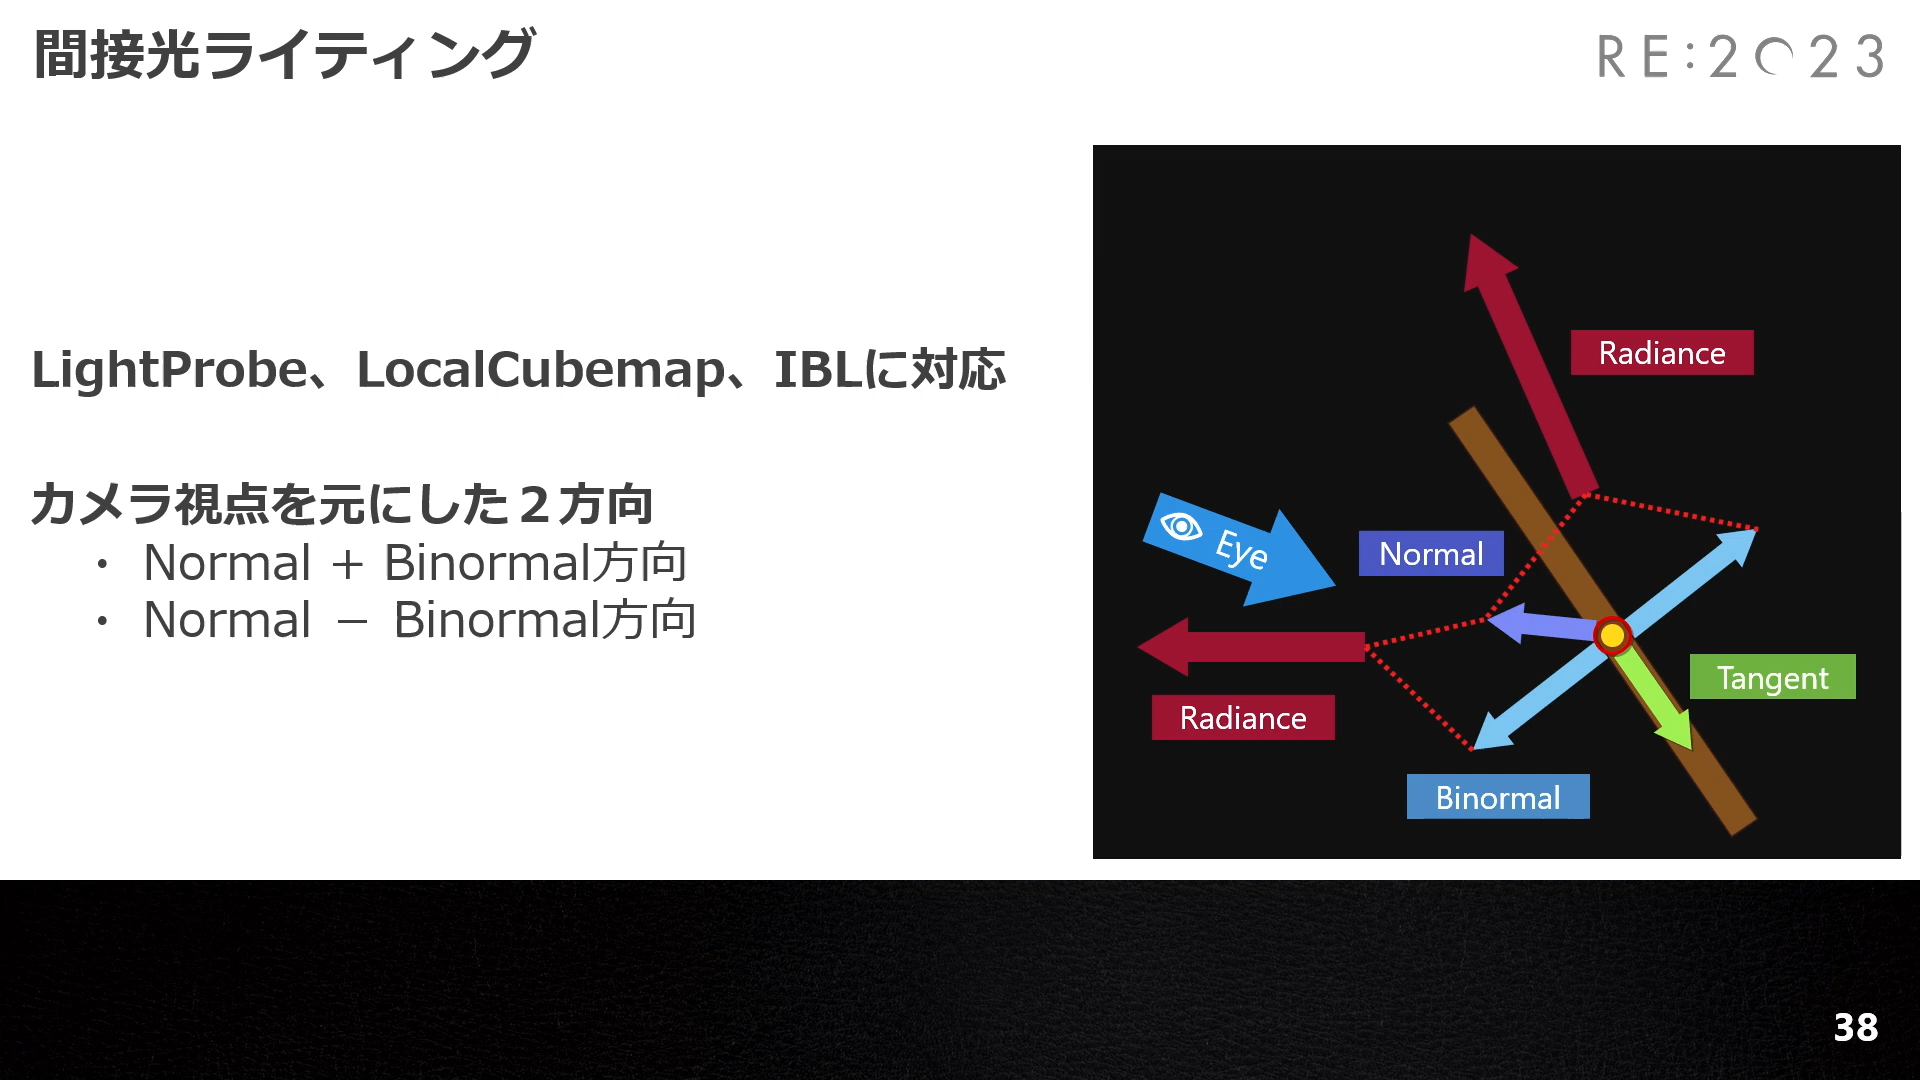 間接光ライティング
RE:2023
LightProbe、LocalCubemap、IBLに対応
カメラ視点を元にした２方向
・ Normal + Binormal方向
・ Normal － Binormal方向
Radiance
Eye
Normal
Tangent
Radiance
Binormal
38